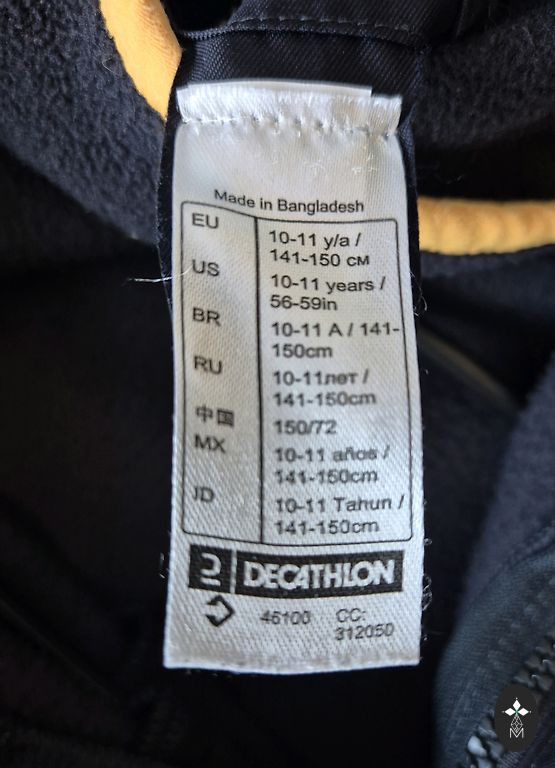 Made in Bangladesh
EU 10-11 y/a /
141-150 см
US 10-11 years /
56-59in
BR 10-11 A / 141-
150cm
RU 10-11лет /
141-150cm
中国 150/72
MX 10-11 años /
141-150cm
JD 10-11 Tahun /
141-150cm
DECATHLON
45100 CC:
312050
M